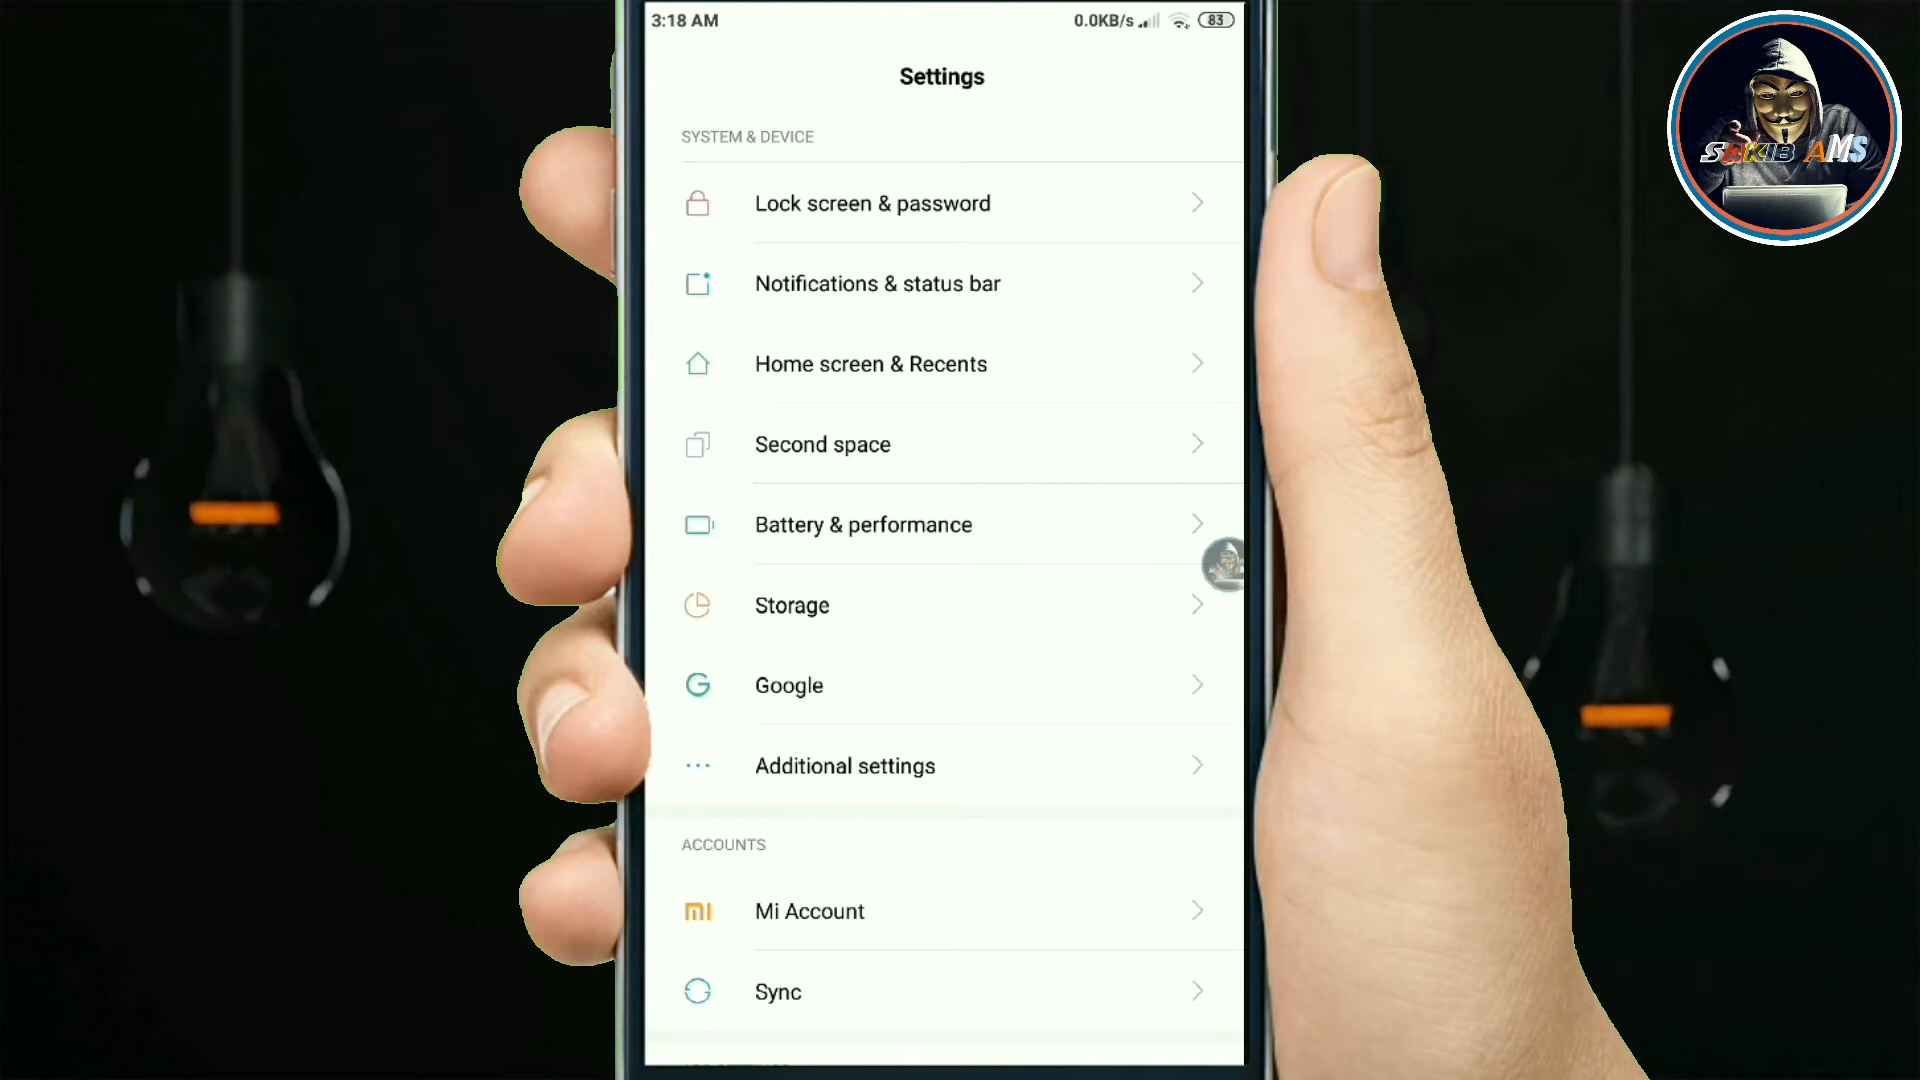 3:18 AM
0.0KB/s
83
Settings
SYSTEM & DEVICE
Lock screen & password
Notifications & status bar
Home screen & Recents
Second space
Battery & performance
Storage
Google
Additional settings
ACCOUNTS
Mi Account
Sync
SAKIB AMS